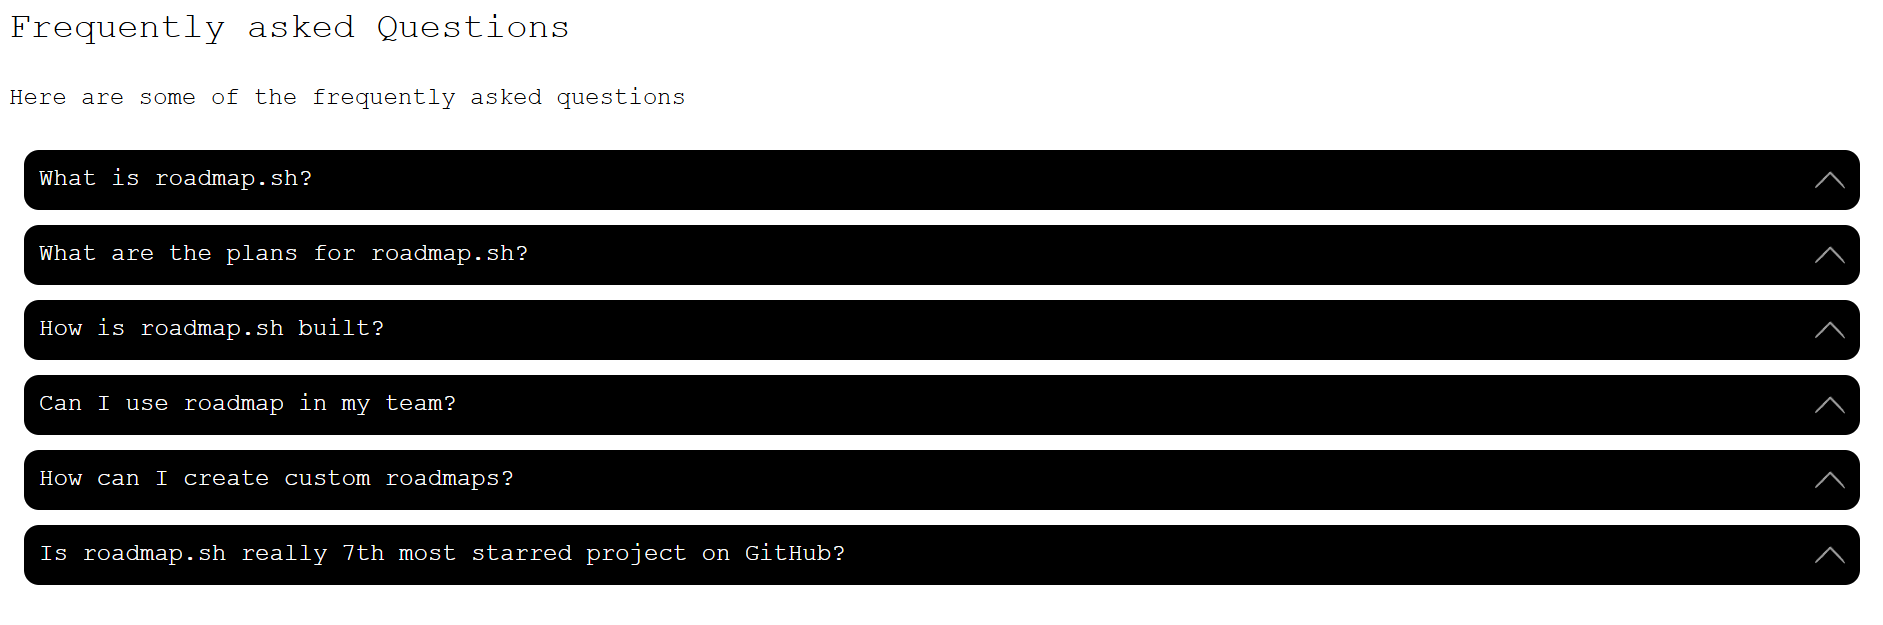 Frequently asked Questions
Here are some of the frequently asked questions
What is roadmap.sh?
What are the plans for roadmap.sh?
How is roadmap.sh built?
Can I use roadmap in my team?
How can I create custom roadmaps?
Is roadmap.sh really 7th most starred project on GitHub?